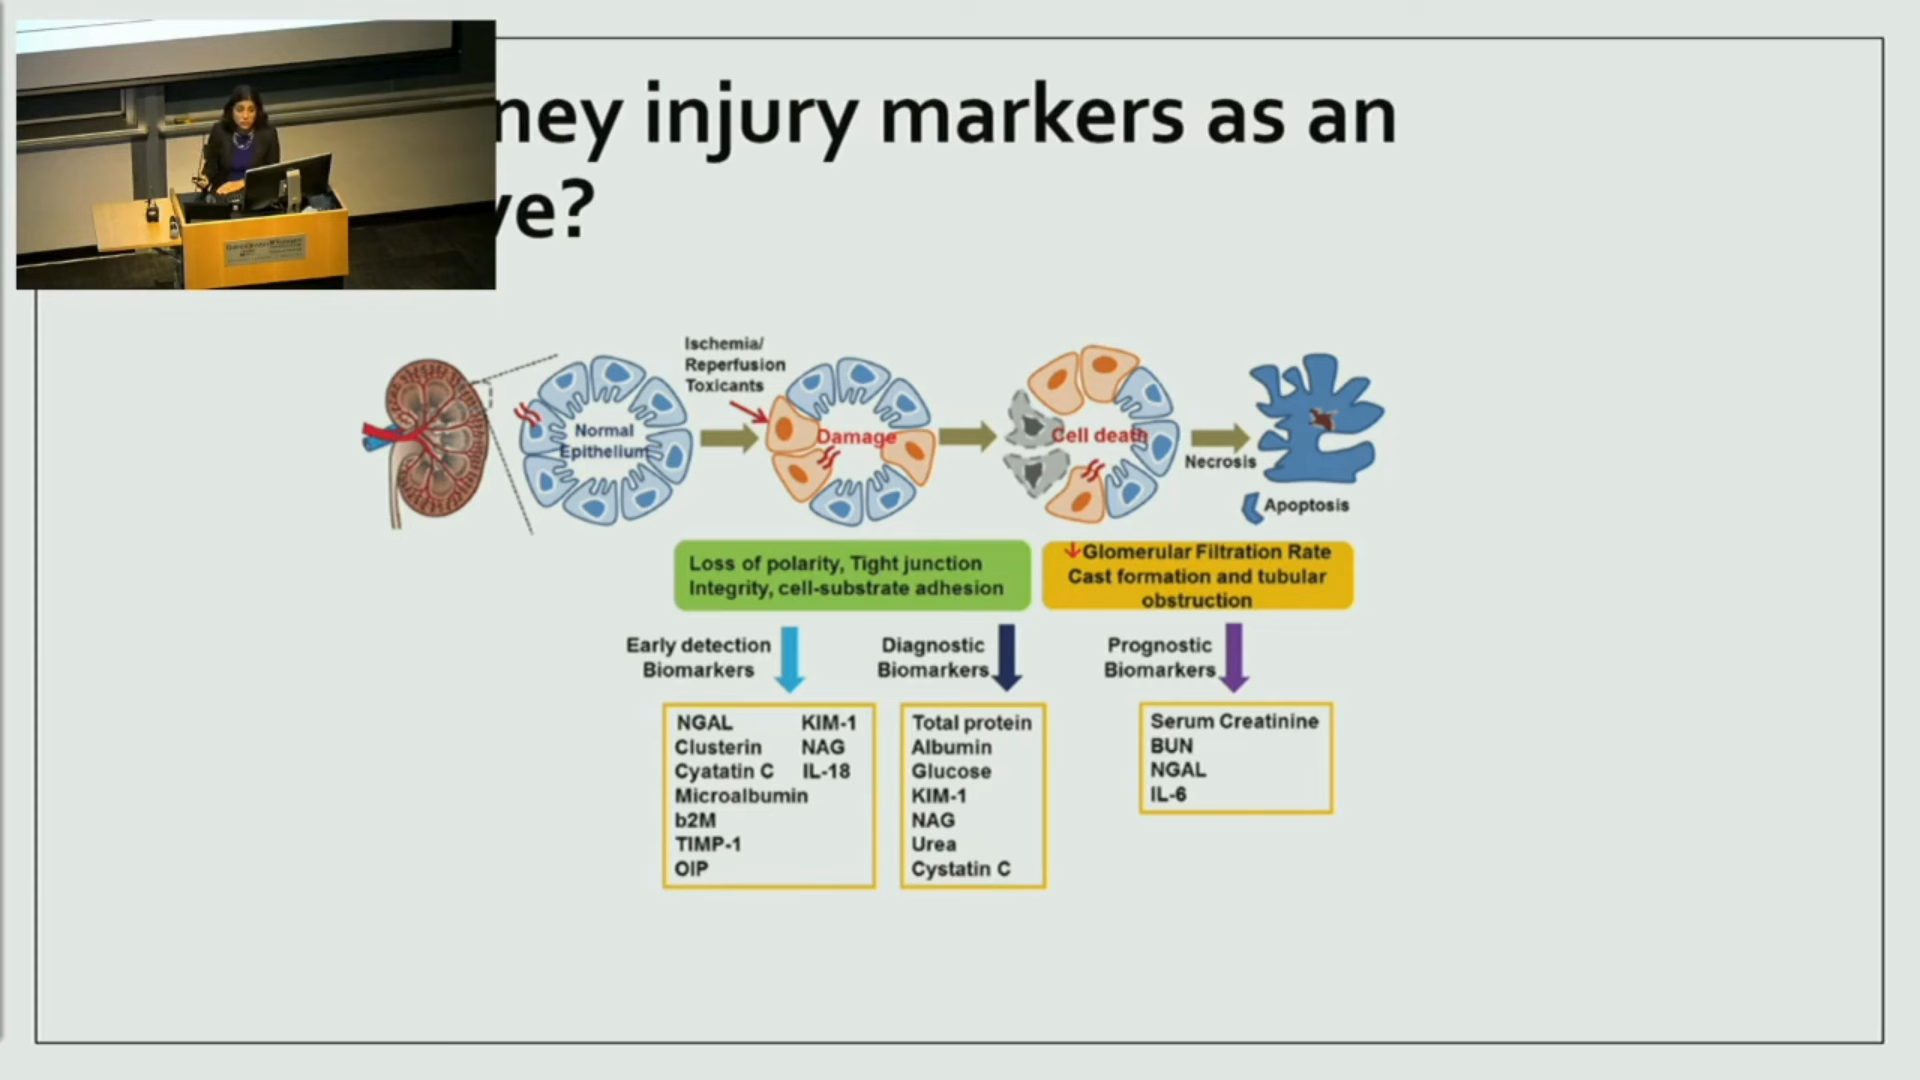 ney injury markers as an
ve?
Ischemia/
Reperfusion
Toxicants
Normal
Epithelium
Damage
Cell death
Necrosis
Apoptosis
Loss of polarity, Tight junction
Integrity, cell-substrate adhesion
↓Glomerular Filtration Rate
Cast formation and tubular
obstruction
Early detection
Biomarkers
Diagnostic
Biomarkers
Prognostic
Biomarkers
NGAL KIM-1
Clusterin NAG
Cyatatin C IL-18
Microalbumin
b2M
TIMP-1
OIP
Total protein
Albumin
Glucose
KIM-1
NAG
Urea
Cystatin C
Serum Creatinine
BUN
NGAL
IL-6